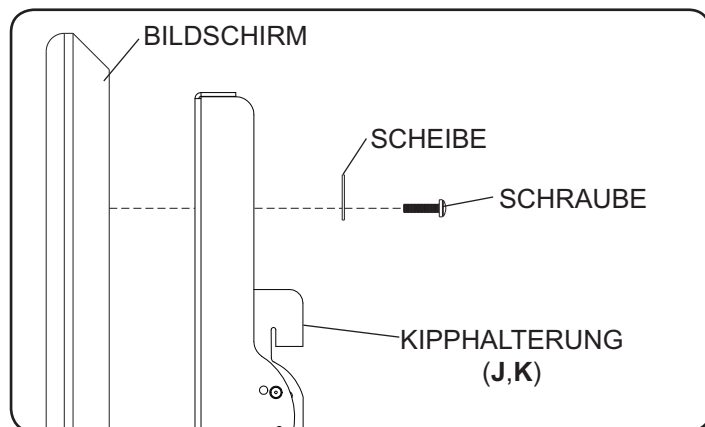 BILDSCHIRM
SCHEIBE
SCHRAUBE
KIPPHALTERUNG
(J,K)